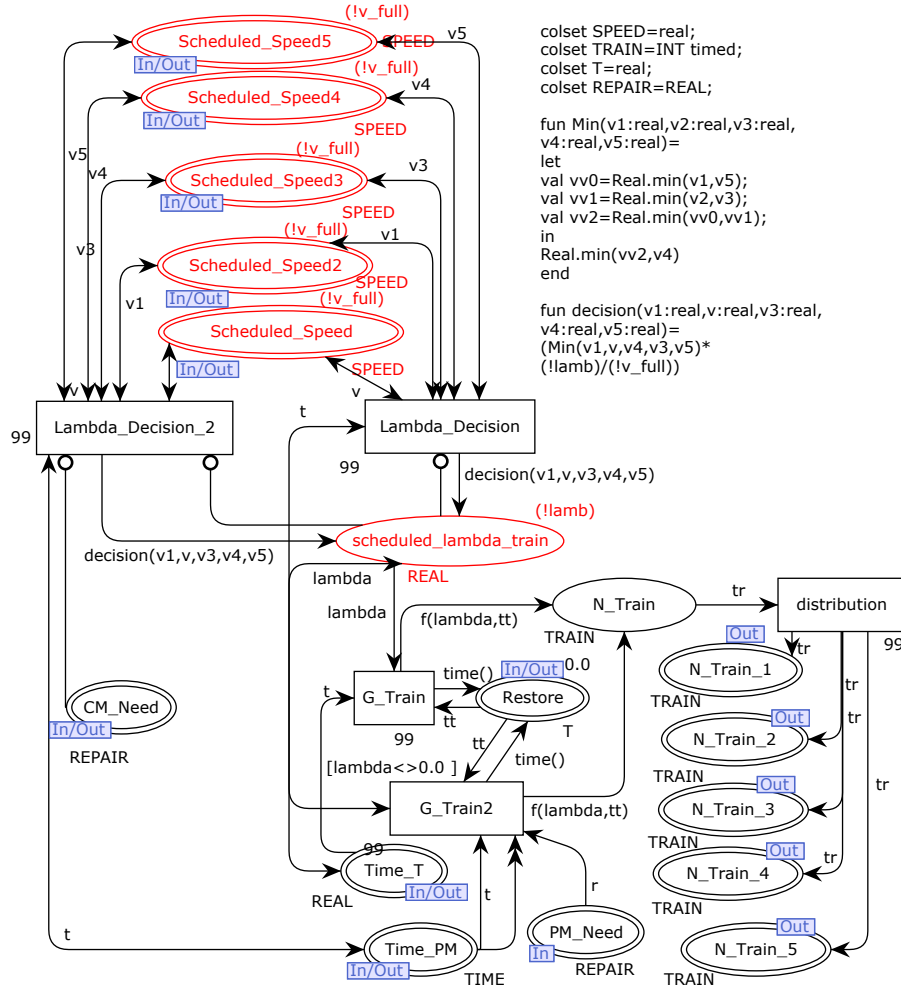 (!v_full)
v5
Scheduled_Speed5
SPEED
v5
In/Out
(!v_full)
v4
Scheduled_Speed4
In/Out
SPEED
v5
(!v_full)
v3
v4
Scheduled_Speed3
In/Out
SPEED
(!v_full)
v1
v3
Scheduled_Speed2
SPEED
In/Out
(!v_full)
v1
Scheduled_Speed
In/Out
SPEED
v
v
colset SPEED=real;
colset TRAIN=INT timed;
colset T=real;
colset REPAIR=REAL;
fun Min(v1:real,v2:real,v3:real,
v4:real,v5:real)=
let
val vv0=Real.min(v1,v5);
val vv1=Real.min(v2,v3);
val vv2=Real.min(vv0,vv1);
in
Real.min(vv2,v4)
end
fun decision(v1:real,v:real,v3:real,
v4:real,v5:real)=
(Min(v1,v,v4,v3,v5)*
(!lamb)/(!v_full))
Lambda_Decision_2
99
t
Lambda_Decision
99
decision(v1,v,v3,v4,v5)
(!lamb)
scheduled_lambda_train
decision(v1,v,v3,v4,v5)
REAL
lambda
lambda
f(lambda,tt)
N_Train
TRAIN
tr
distribution
99
Out
tr
N_Train_1
TRAIN
0.0
In/Out
time()
t
G_Train
Restore
tt
T
99
tt
time()
[lambda<>0.0 ]
G_Train2
f(lambda,tt)
CM_Need
In/Out
REPAIR
tr
Out
N_Train_2
tr
TRAIN
Out
tr
N_Train_3
TRAIN
Out
tr
N_Train_4
TRAIN
99
Time_T
In/Out
REAL
t
r
t
Time_PM
In/Out
TIME
PM_Need
In
REPAIR
Out
N_Train_5
TRAIN